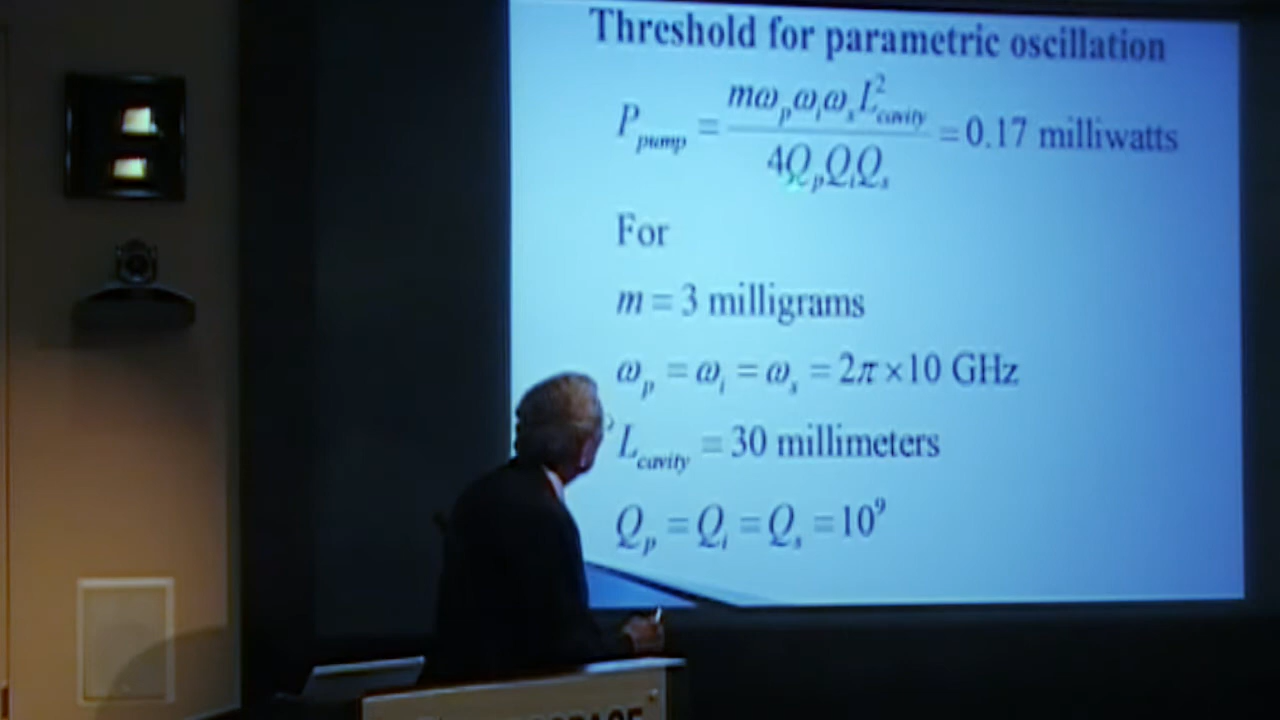 Threshold for parametric oscillation
P_pump = mω_pω_iω_sL²_cavity / 4Q_pQ_iQ_s = 0.17 milliwatts
For
m = 3 milligrams
ω_p = ω_i = ω_s = 2π×10 GHz
L_cavity = 30 millimeters
Q_p = Q_i = Q_s = 10⁹